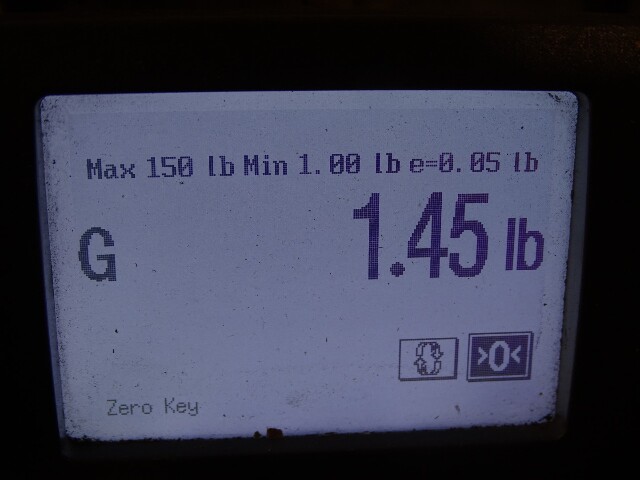 Max 150 lb Min 1.00 lb e=0.05 lb
G 1.45 lb
>0<
Zero Key